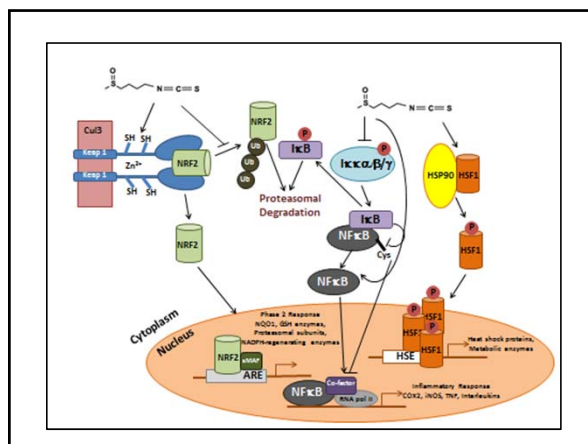 O
S
N=C=S
O
S
N=C=S
Cul3
SH
SH
Keap 1
Zn2+
NRF2
Keap 1
SH
SH
NRF2
Ub
Ub
Ub
P
IκB
Proteasomal
Degradation
P
Iκκα/β/γ
IκB
NFκB
Cys
NFκB
HSP90
HSF1
P
HSF1
NRF2
Cytoplasm
Nucleus
Phase 2 Response
NQO1, GSH enzymes,
Proteasomal subunits,
NADPH-regenerating enzymes
NRF2
sMAF
ARE
P
P
HSF1
HSF1
P
HSF1
HSE
Heat shock proteins,
Metabolic enzymes
NFκB
Co-factor
RNA pol II
Inflammatory Response
COX2, iNOS, TNF, Interleukins